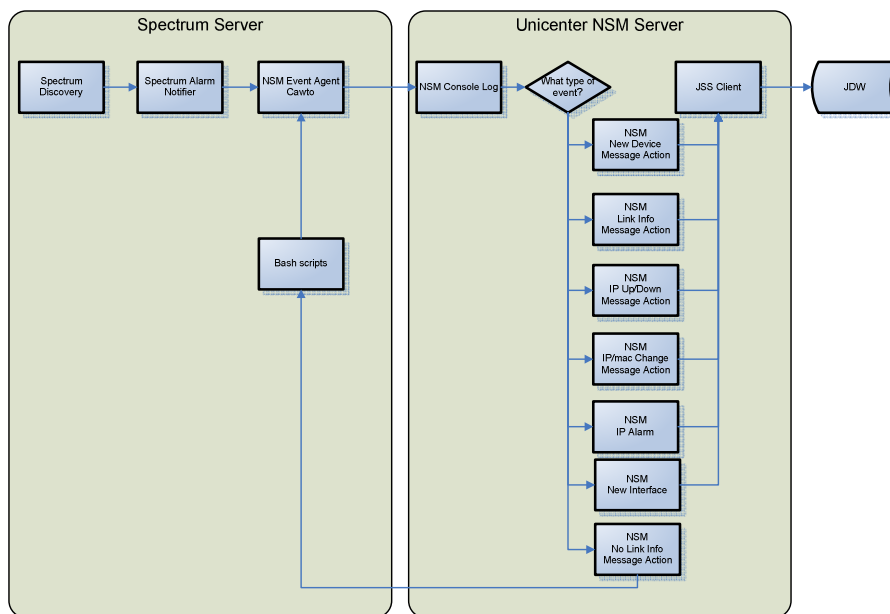 Spectrum Server
Unicenter NSM Server
Spectrum
Discovery
Spectrum Alarm
Notifier
NSM Event Agent
Cawto
NSM Console Log
What type of
event?
JSS Client
JDW
NSM
New Device
Message Action
NSM
Link Info
Message Action
Bash scripts
NSM
IP Up/Down
Message Action
NSM
IP/mac Change
Message Action
NSM
IP Alarm
NSM
New Interface
NSM
No Link Info
Message Action